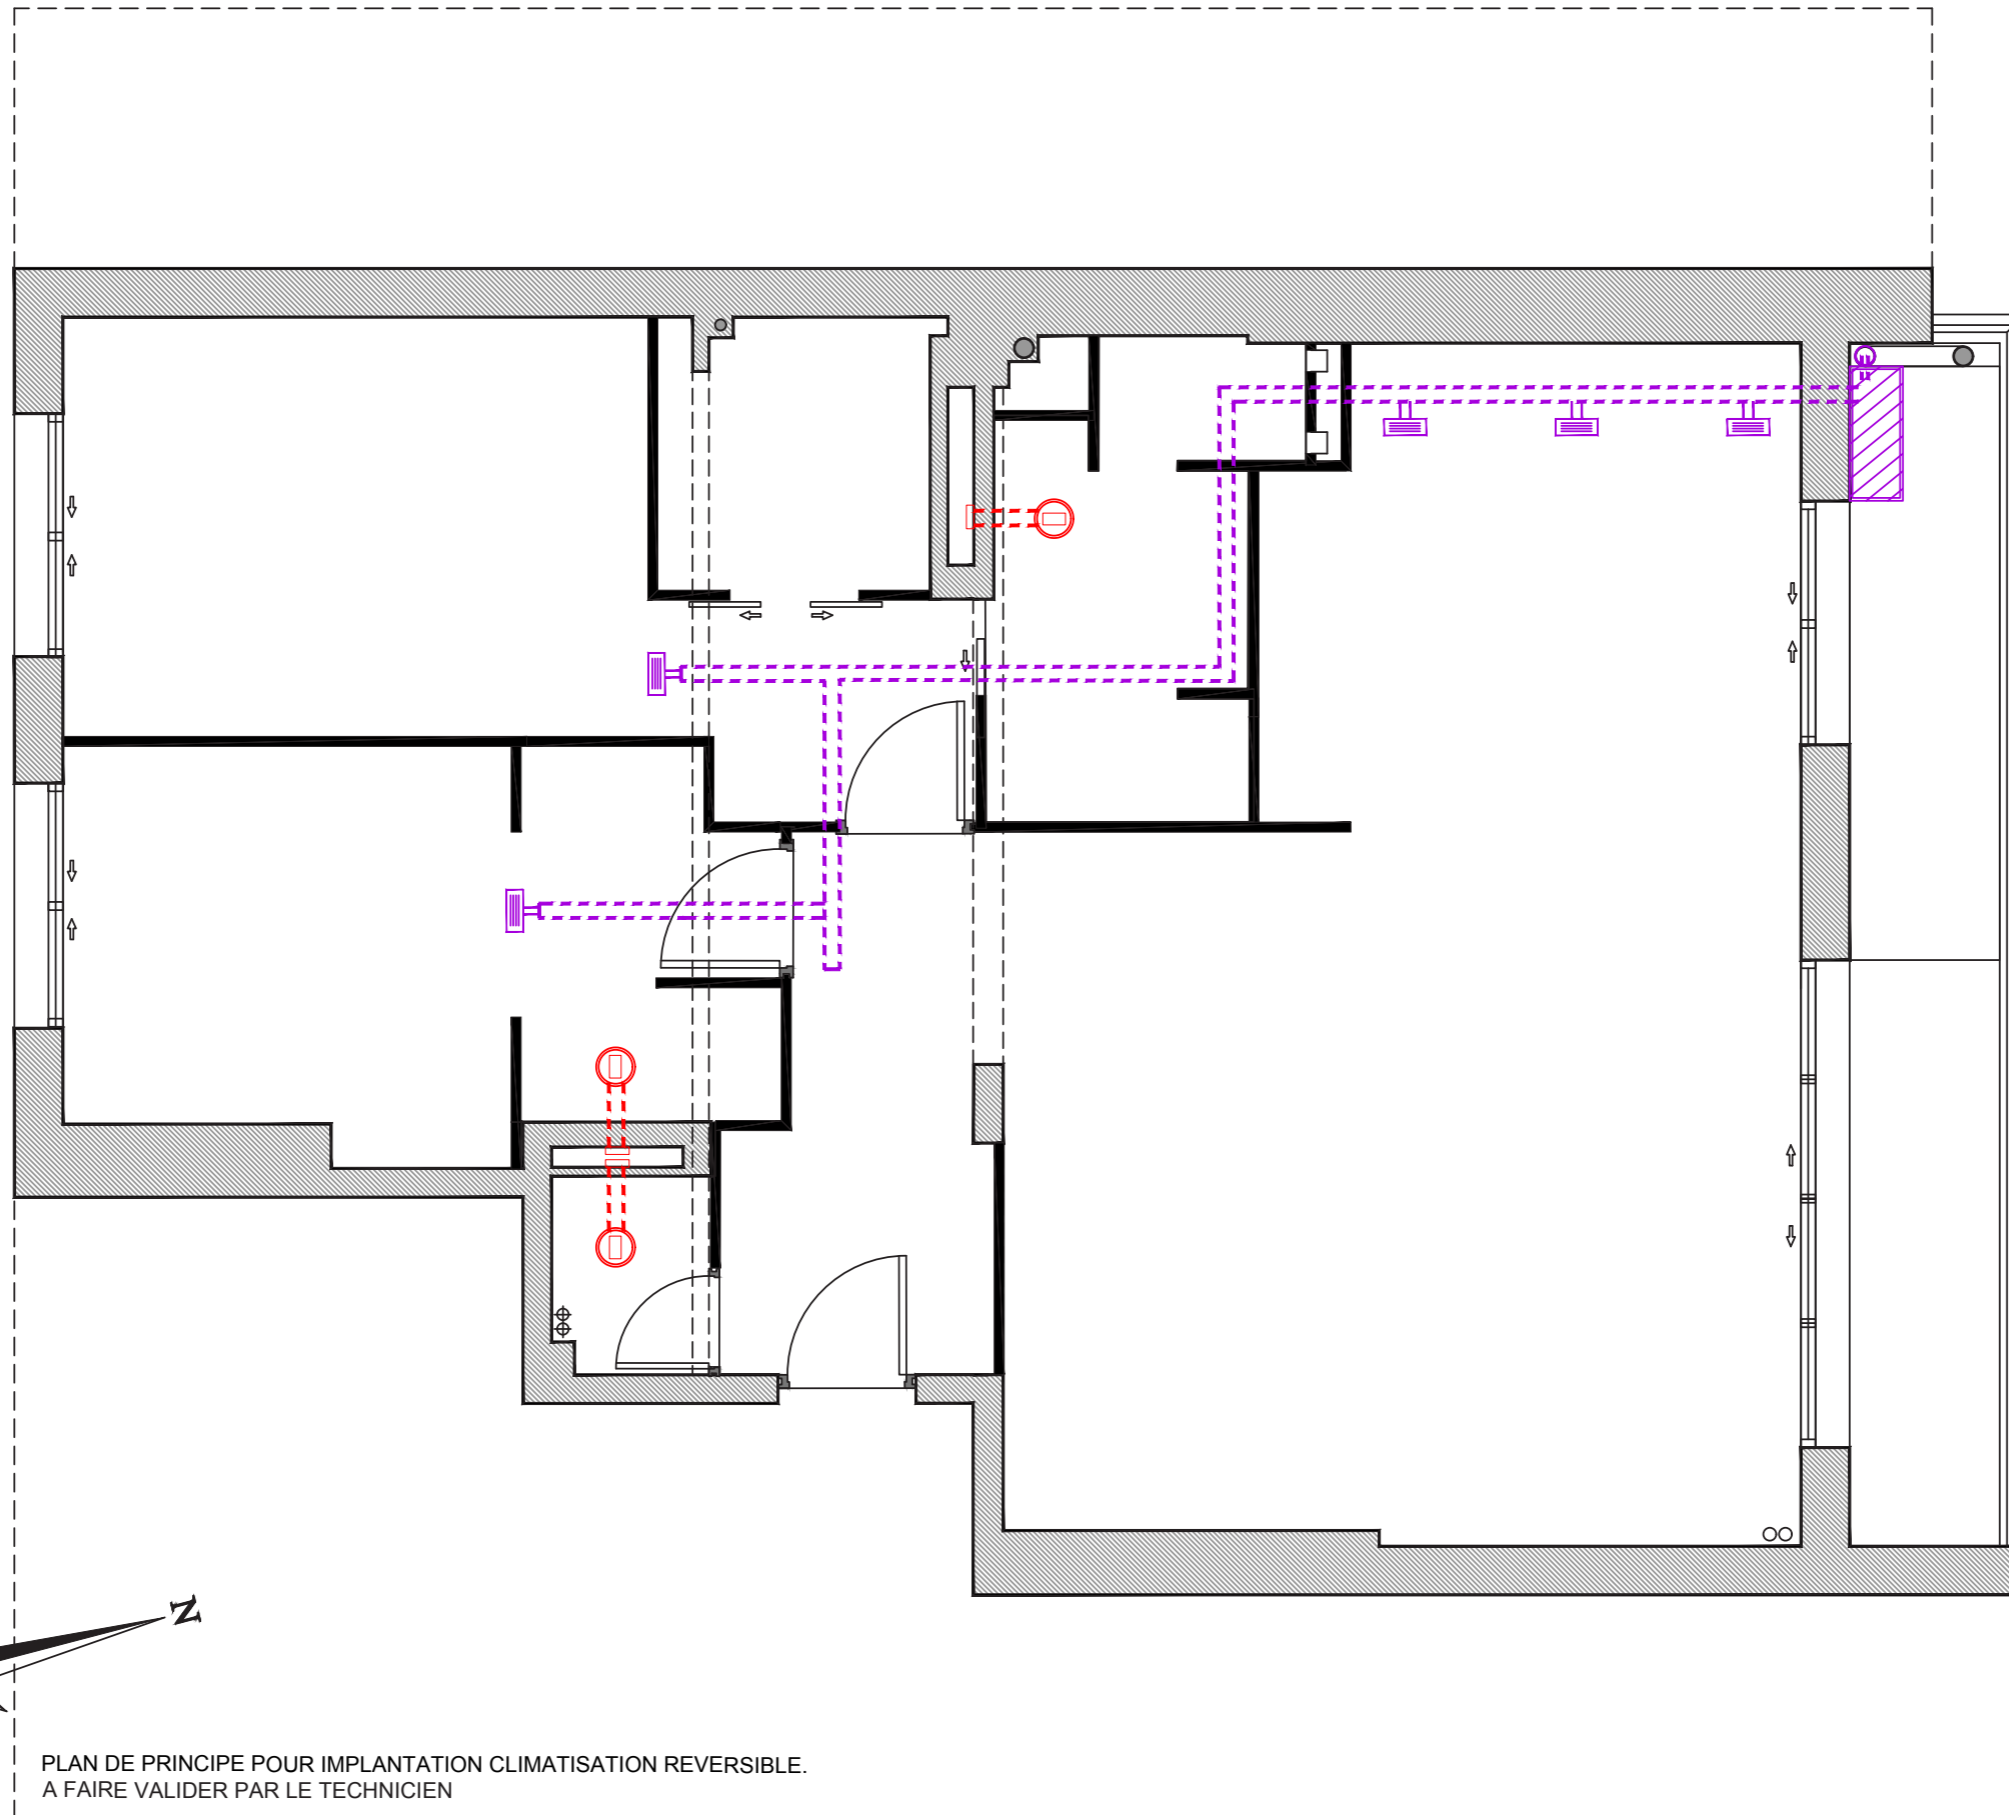 N
PLAN DE PRINCIPE POUR IMPLANTATION CLIMATISATION REVERSIBLE.
A FAIRE VALIDER PAR LE TECHNICIEN